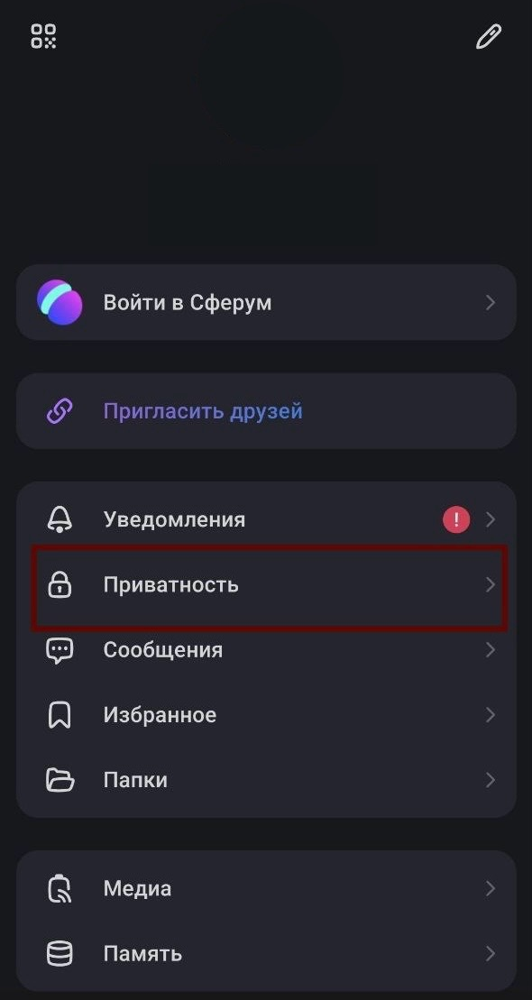 Войти в Сферум
Пригласить друзей
Уведомления
Приватность
Сообщения
Избранное
Папки
Медиа
Память